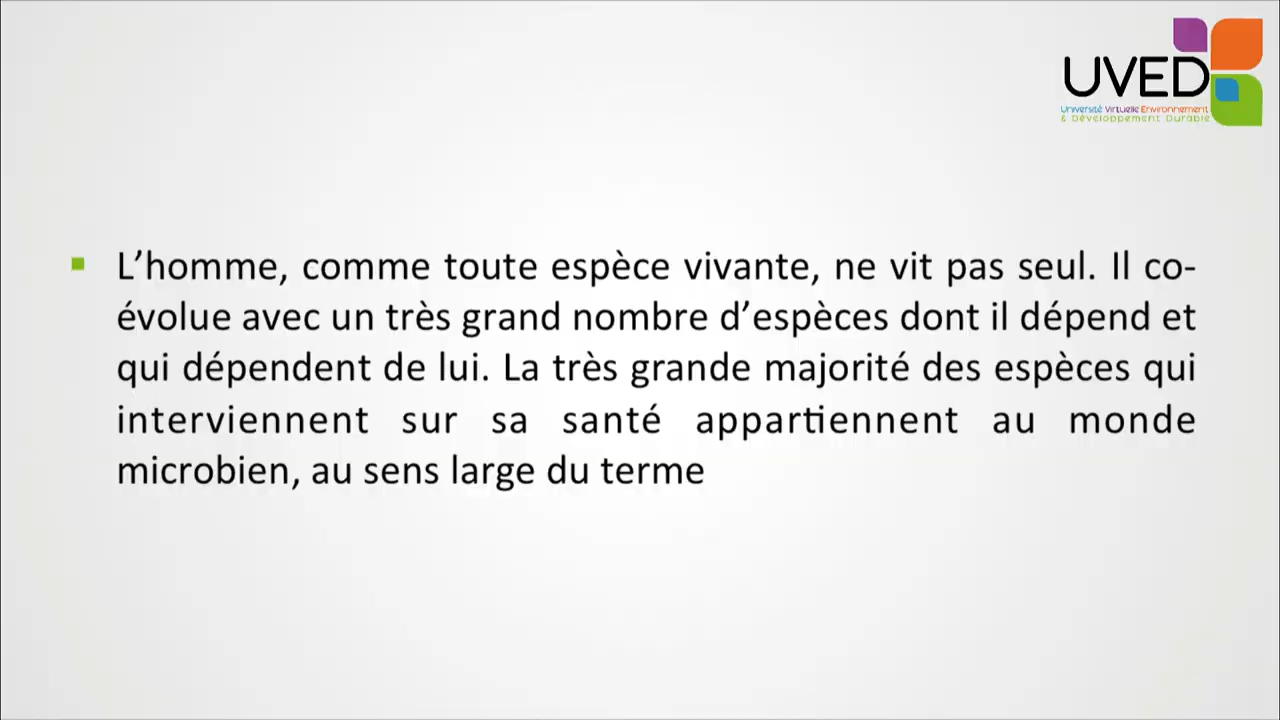 UVED
Université Virtuelle Environnement
& Développement Durable
L’homme, comme toute espèce vivante, ne vit pas seul. Il co-
évolue avec un très grand nombre d’espèces dont il dépend et
qui dépendent de lui. La très grande majorité des espèces qui
interviennent sur sa santé appartiennent au monde
microbien, au sens large du terme